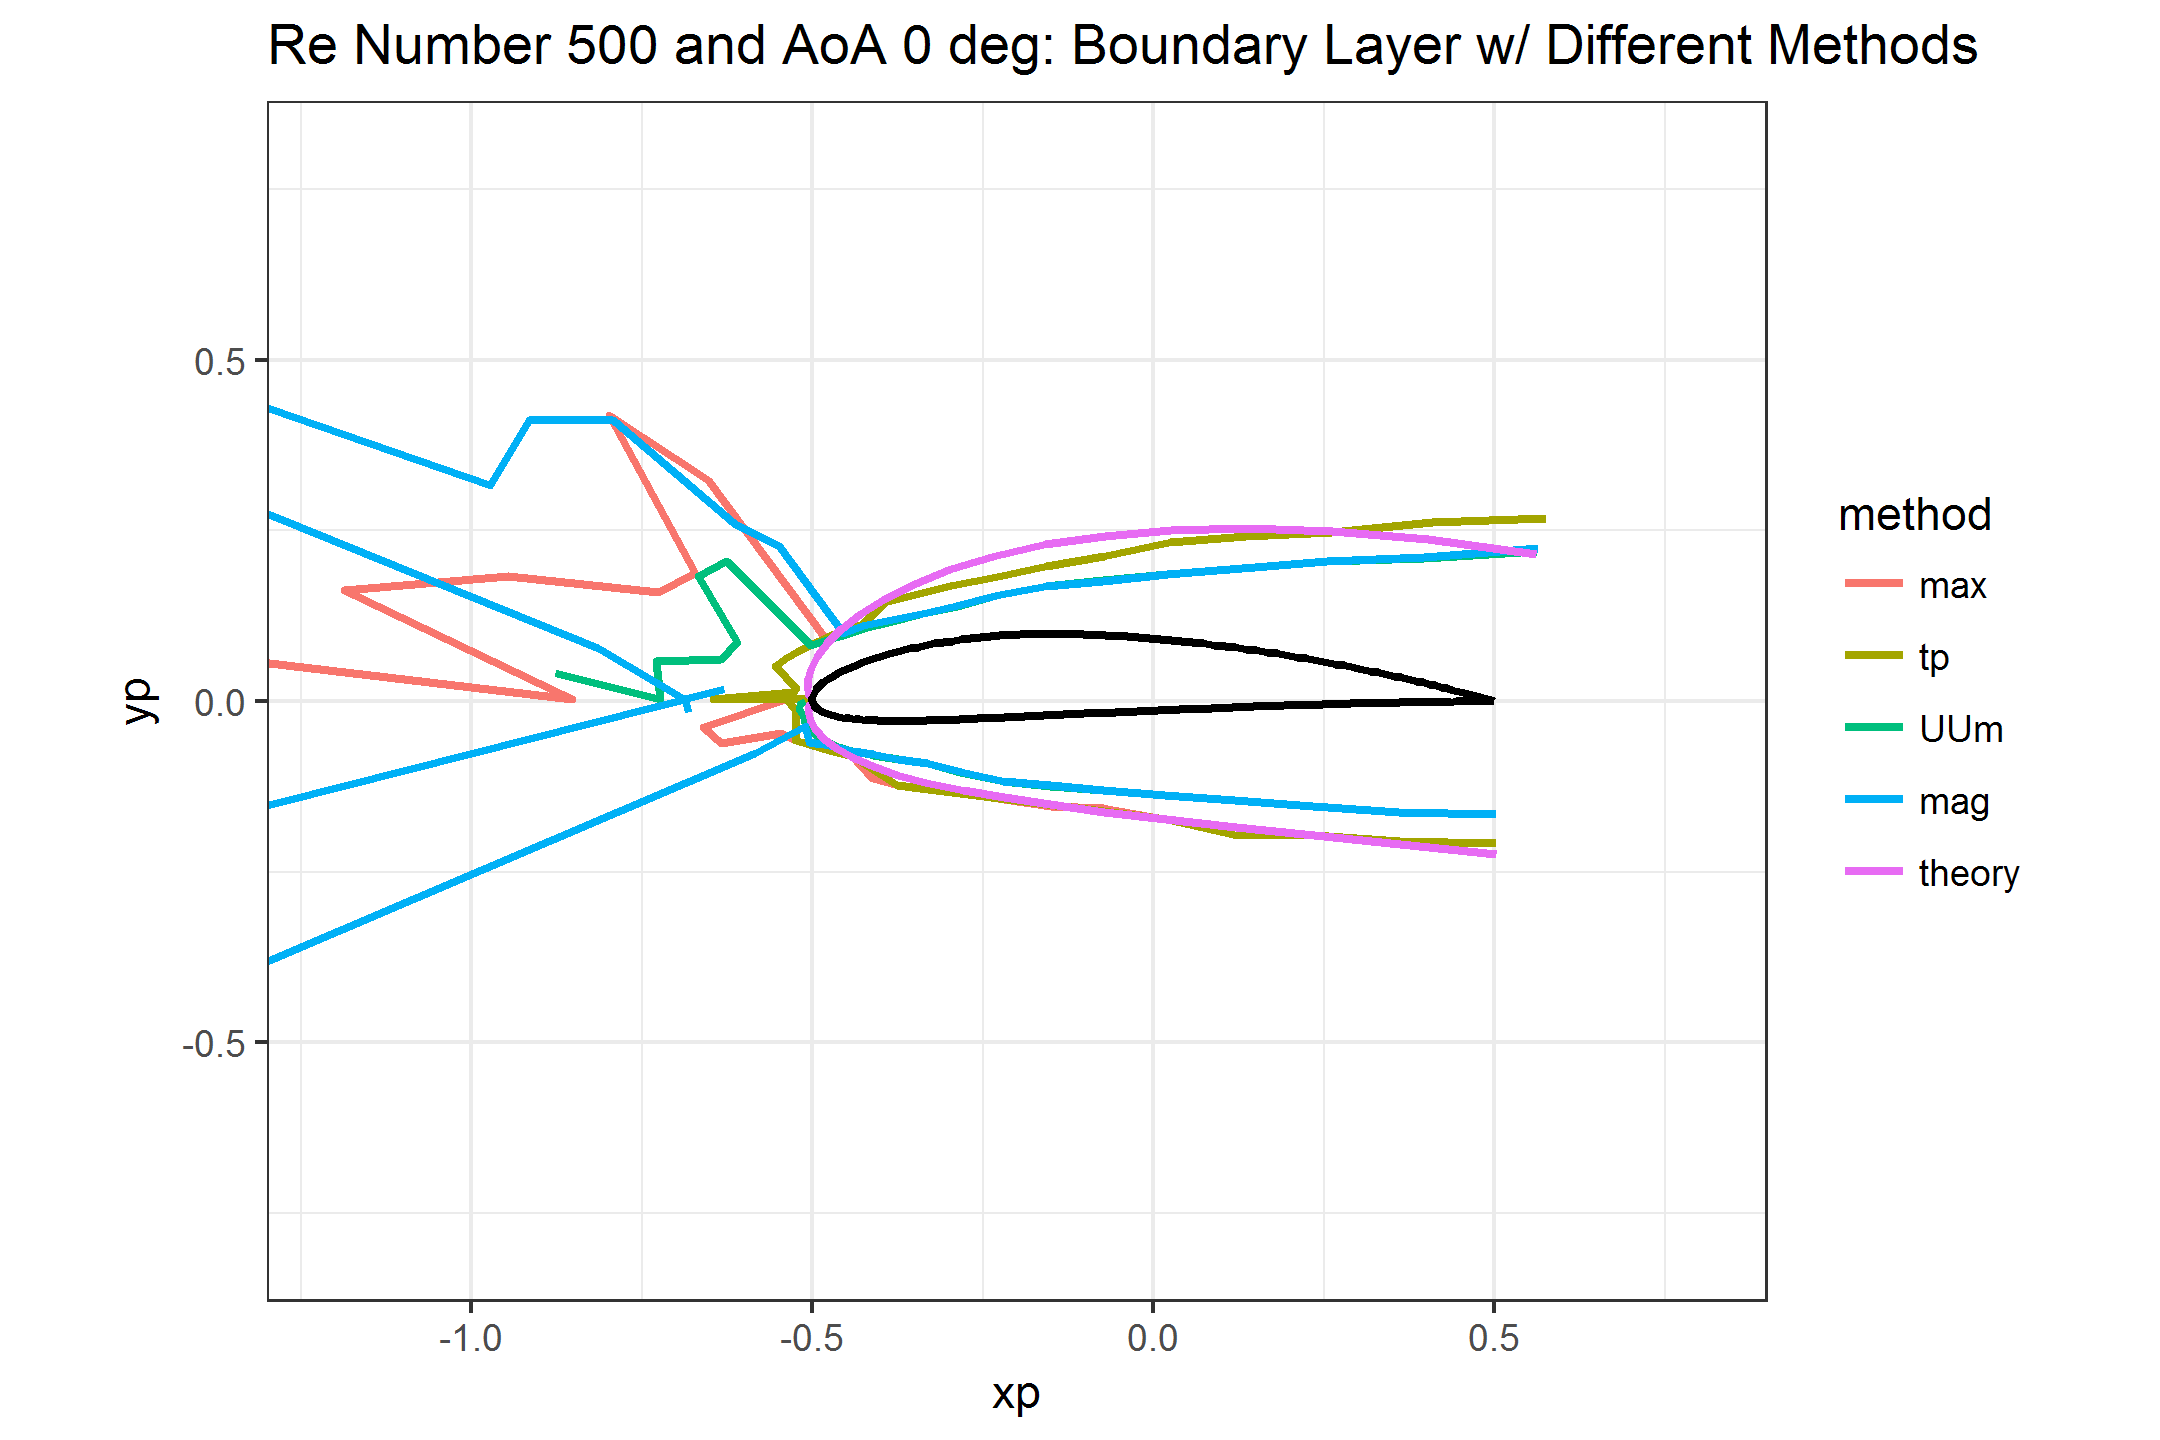 Re Number 500 and AoA 0 deg: Boundary Layer w/ Different Methods
0.5
0.0
-0.5
yp
-1.0
-0.5
0.0
0.5
xp
method
max
tp
UUm
mag
theory